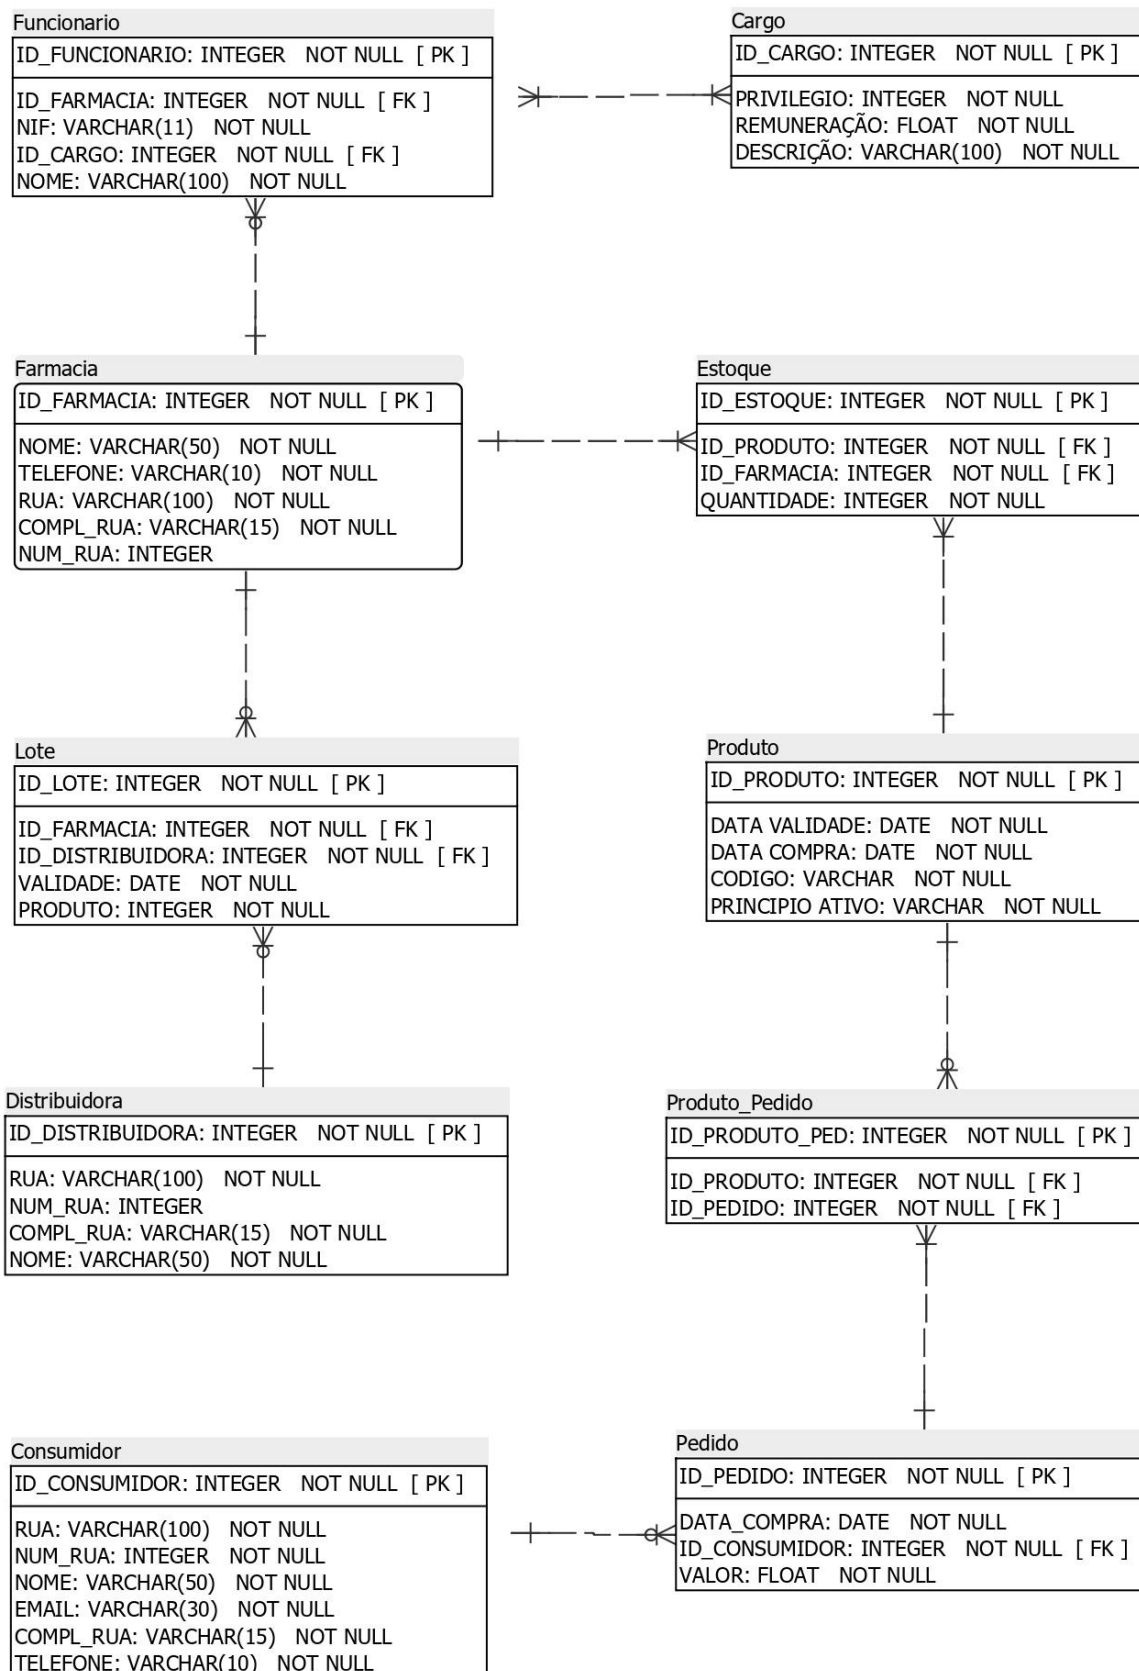 Funcionario
ID_FUNCIONARIO: INTEGER NOT NULL [ PK ]
ID_FARMACIA: INTEGER NOT NULL [ FK ]
NIF: VARCHAR(11) NOT NULL
ID_CARGO: INTEGER NOT NULL [ FK ]
NOME: VARCHAR(100) NOT NULL
Cargo
ID_CARGO: INTEGER NOT NULL [ PK ]
PRIVILEGIO: INTEGER NOT NULL
REMUNERAÇÃO: FLOAT NOT NULL
DESCRIÇÃO: VARCHAR(100) NOT NULL
Farmacia
ID_FARMACIA: INTEGER NOT NULL [ PK ]
NOME: VARCHAR(50) NOT NULL
TELEFONE: VARCHAR(10) NOT NULL
RUA: VARCHAR(100) NOT NULL
COMPL_RUA: VARCHAR(15) NOT NULL
NUM_RUA: INTEGER
Estoque
ID_ESTOQUE: INTEGER NOT NULL [ PK ]
ID_PRODUTO: INTEGER NOT NULL [ FK ]
ID_FARMACIA: INTEGER NOT NULL [ FK ]
QUANTIDADE: INTEGER NOT NULL
Lote
ID_LOTE: INTEGER NOT NULL [ PK ]
ID_FARMACIA: INTEGER NOT NULL [ FK ]
ID_DISTRIBUIDORA: INTEGER NOT NULL [ FK ]
VALIDADE: DATE NOT NULL
PRODUTO: INTEGER NOT NULL
Produto
ID_PRODUTO: INTEGER NOT NULL [ PK ]
DATA VALIDADE: DATE NOT NULL
DATA COMPRA: DATE NOT NULL
CODIGO: VARCHAR NOT NULL
PRINCIPIO ATIVO: VARCHAR NOT NULL
Distribuidora
ID_DISTRIBUIDORA: INTEGER NOT NULL [ PK ]
RUA: VARCHAR(100) NOT NULL
NUM_RUA: INTEGER
COMPL_RUA: VARCHAR(15) NOT NULL
NOME: VARCHAR(50) NOT NULL
Produto_Pedido
ID_PRODUTO_PED: INTEGER NOT NULL [ PK ]
ID_PRODUTO: INTEGER NOT NULL [ FK ]
ID_PEDIDO: INTEGER NOT NULL [ FK ]
Consumidor
ID_CONSUMIDOR: INTEGER NOT NULL [ PK ]
RUA: VARCHAR(100) NOT NULL
NUM_RUA: INTEGER NOT NULL
NOME: VARCHAR(50) NOT NULL
EMAIL: VARCHAR(30) NOT NULL
COMPL_RUA: VARCHAR(15) NOT NULL
TELEFONE: VARCHAR(10) NOT NULL
Pedido
ID_PEDIDO: INTEGER NOT NULL [ PK ]
DATA_COMPRA: DATE NOT NULL
ID_CONSUMIDOR: INTEGER NOT NULL [ FK ]
VALOR: FLOAT NOT NULL